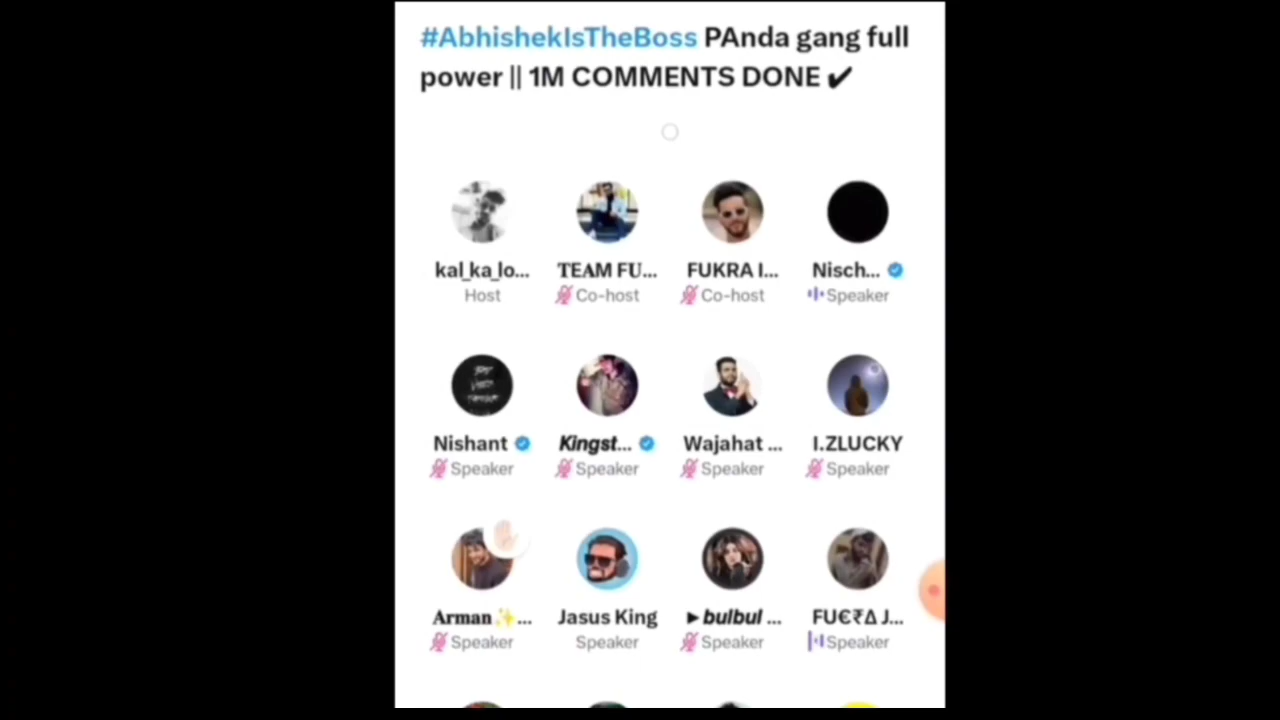 #AbhishekIsTheBoss PAnda gang full
power || 1M COMMENTS DONE ✔
kal_ka_lo... 𝐓𝐄𝐀𝐌 𝐅𝐔... FUKRA I... Nisch...
Host Co-host Co-host Speaker
Nishant 𝑲𝒊𝒏𝒈𝒔𝒕... Wajahat ... I.ZLUCKY
Speaker Speaker Speaker Speaker
𝐀𝐫𝐦𝐚𝐧✨... Jasus King ►𝒃𝒖𝒍𝒃𝒖𝒍 ... FU€₹∆ J...
Speaker Speaker Speaker Speaker